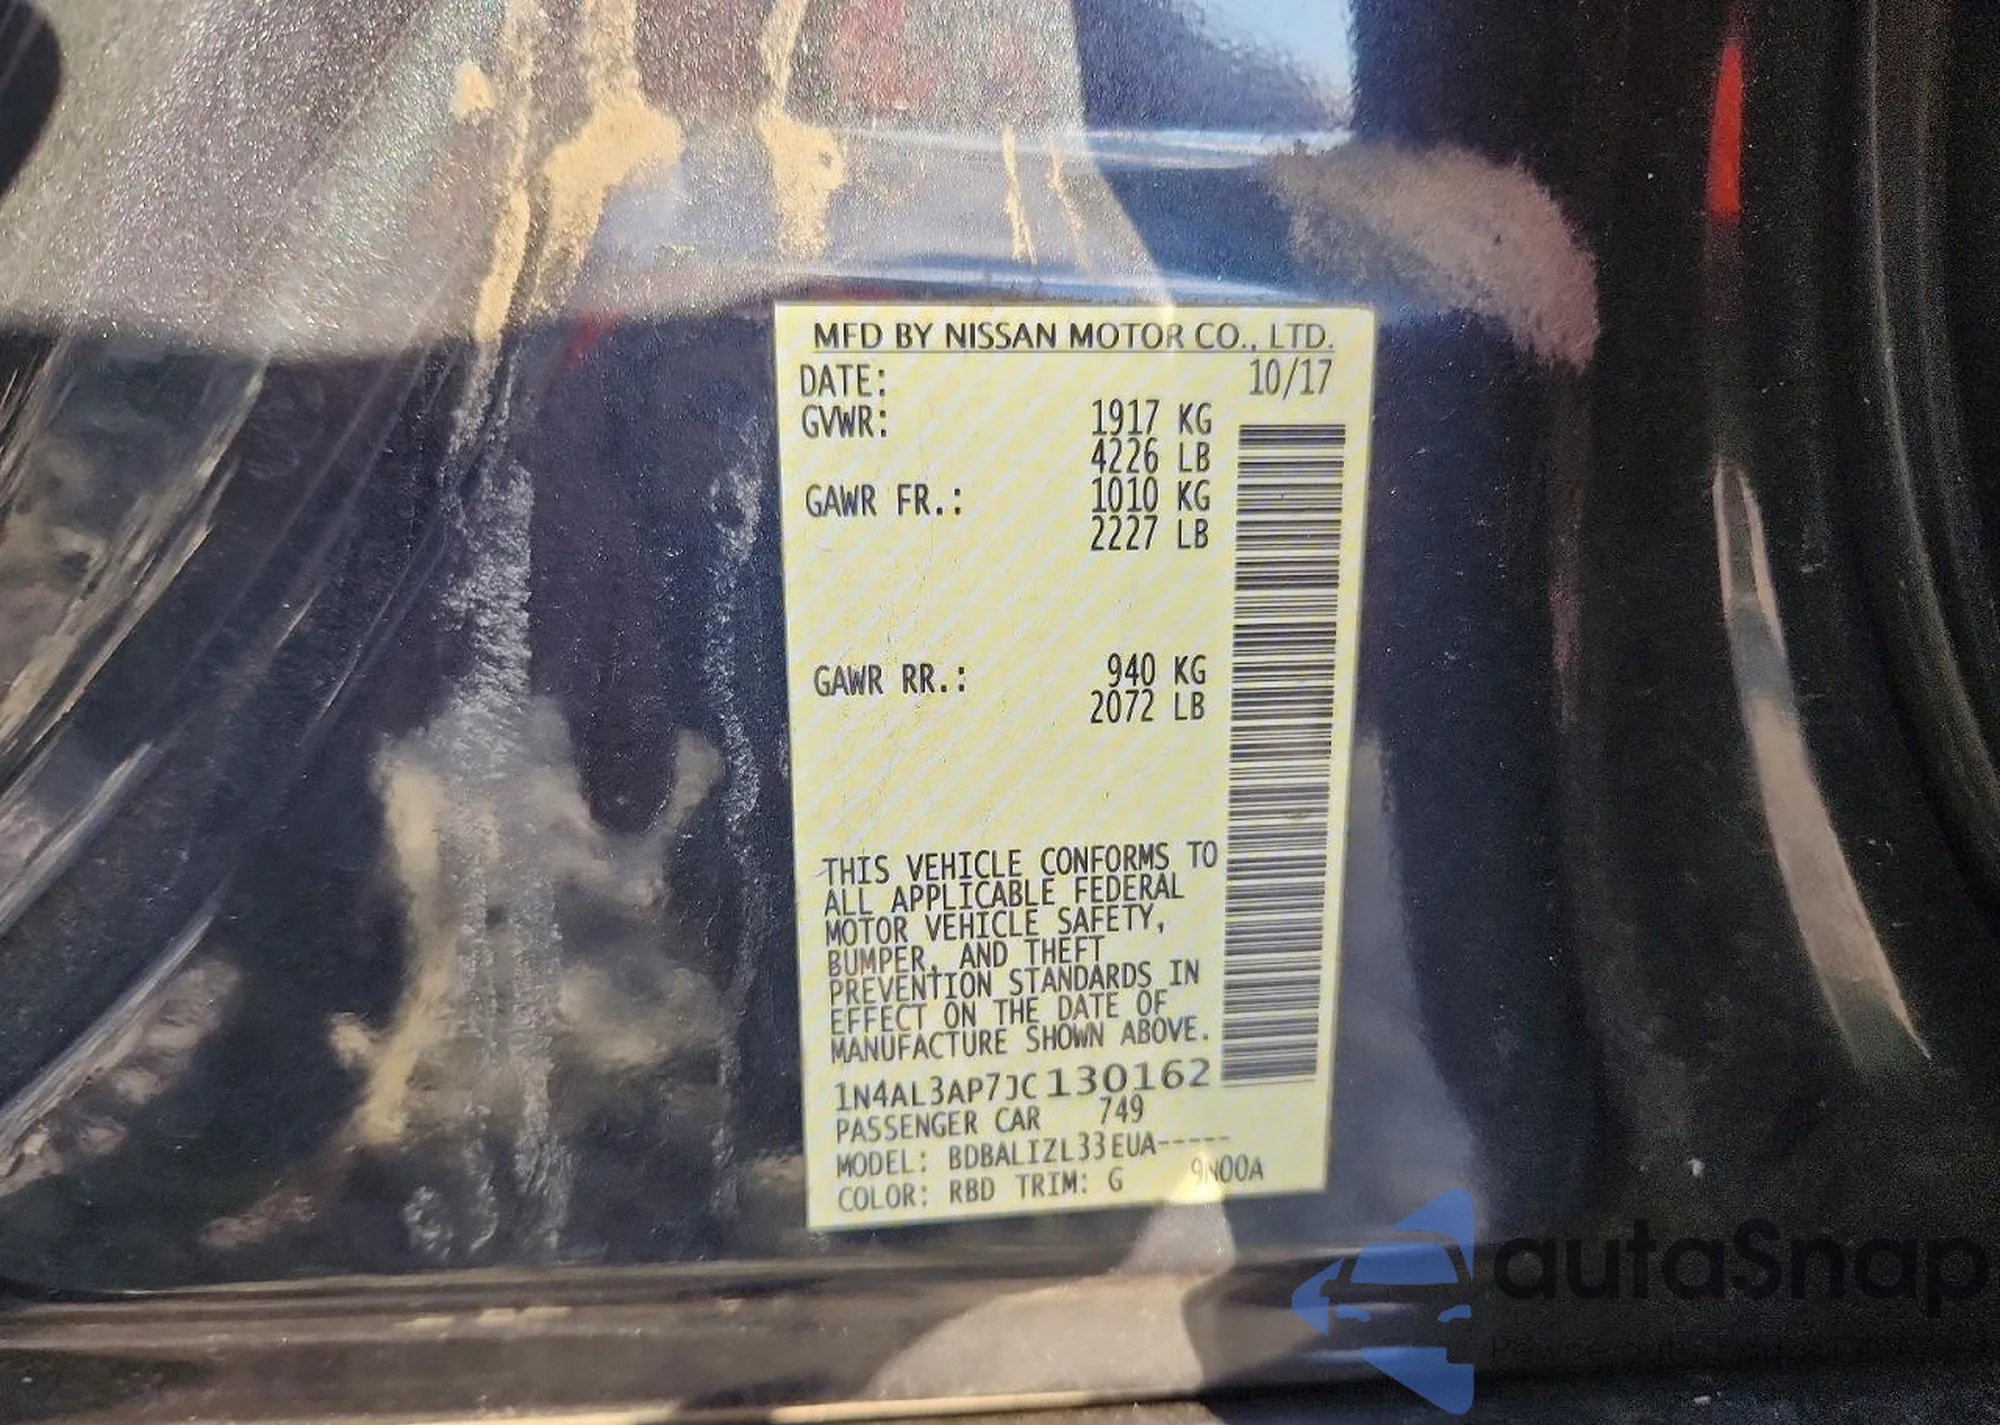 MFD BY NISSAN MOTOR CO., LTD.
DATE: 10/17
GVWR: 1917 KG
4226 LB
GAWR FR.: 1010 KG
2227 LB
GAWR RR.: 940 KG
2072 LB
THIS VEHICLE CONFORMS TO
ALL APPLICABLE FEDERAL
MOTOR VEHICLE SAFETY,
BUMPER, AND THEFT
PREVENTION STANDARDS IN
EFFECT ON THE DATE OF
MANUFACTURE SHOWN ABOVE.
1N4AL3AP7JC130162
PASSENGER CAR 749
MODEL: BDBALIZL33EUA-----
COLOR: RBD TRIM: G 9N00A
autaSnap